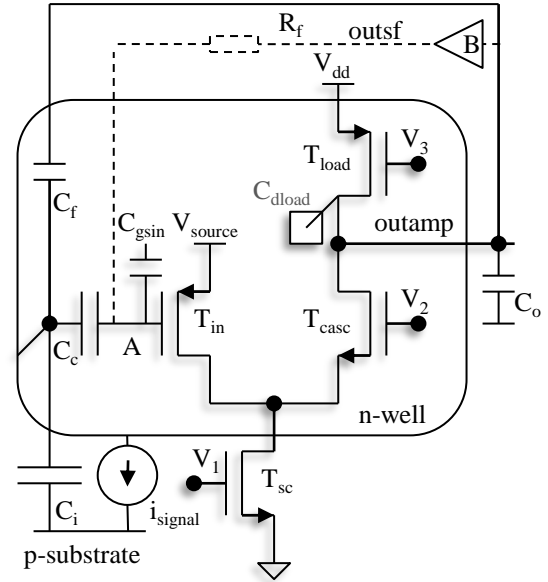 R_f outsf
B
V_dd
V_3
T_load
C_f
C_gsin V_source C_dload
outamp
T_in T_casc V_2 C_o
C_c A
n-well
V_1 T_sc
C_i i_signal
p-substrate